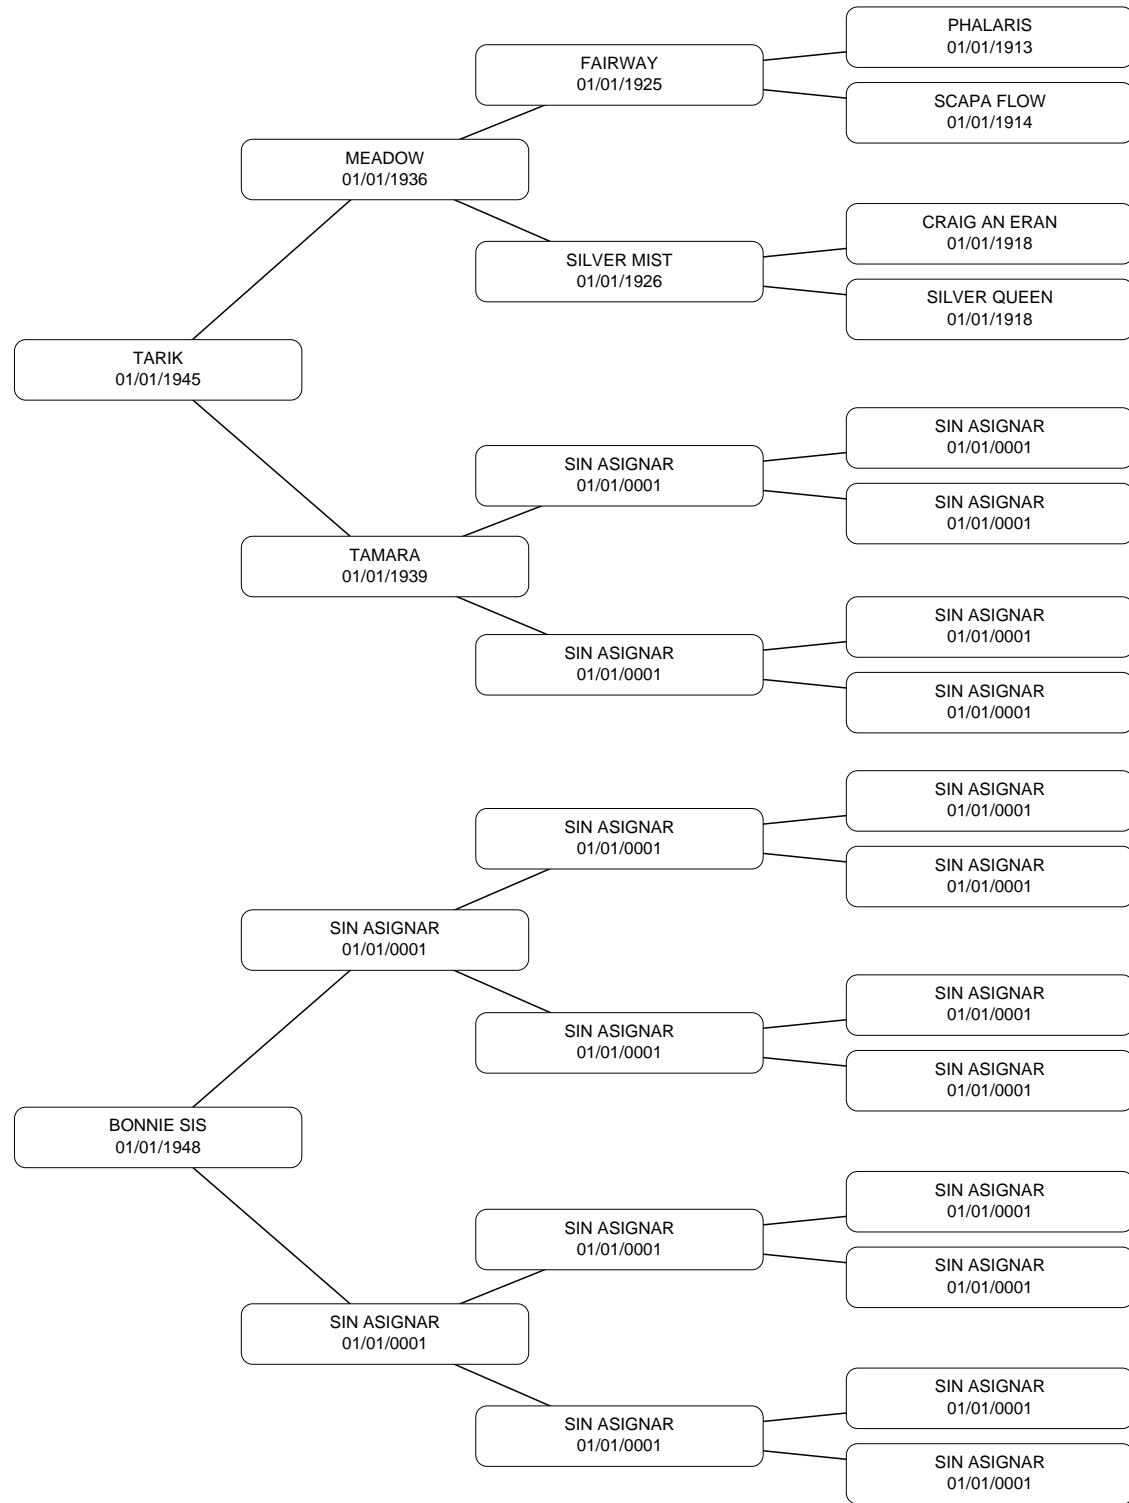 PHALARIS
01/01/1913
FAIRWAY
01/01/1925
SCAPA FLOW
01/01/1914
MEADOW
01/01/1936
CRAIG AN ERAN
01/01/1918
SILVER MIST
01/01/1926
SILVER QUEEN
01/01/1918
TARIK
01/01/1945
SIN ASIGNAR
01/01/0001
SIN ASIGNAR
01/01/0001
SIN ASIGNAR
01/01/0001
TAMARA
01/01/1939
SIN ASIGNAR
01/01/0001
SIN ASIGNAR
01/01/0001
SIN ASIGNAR
01/01/0001
SIN ASIGNAR
01/01/0001
SIN ASIGNAR
01/01/0001
SIN ASIGNAR
01/01/0001
SIN ASIGNAR
01/01/0001
SIN ASIGNAR
01/01/0001
SIN ASIGNAR
01/01/0001
SIN ASIGNAR
01/01/0001
BONNIE SIS
01/01/1948
SIN ASIGNAR
01/01/0001
SIN ASIGNAR
01/01/0001
SIN ASIGNAR
01/01/0001
SIN ASIGNAR
01/01/0001
SIN ASIGNAR
01/01/0001
SIN ASIGNAR
01/01/0001
SIN ASIGNAR
01/01/0001